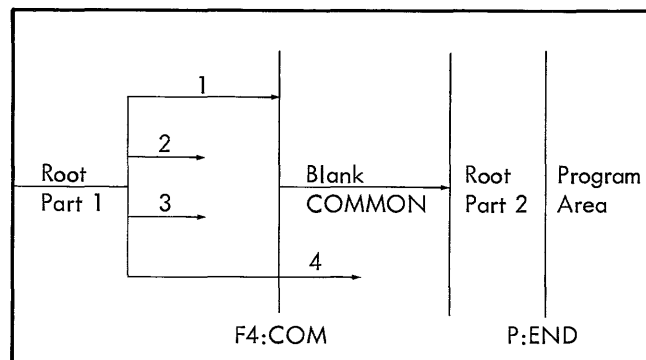 1
2
Root
Part 1
3
Blank
COMMON
Root
Part 2
Program
Area
4
F4:COM
P:END